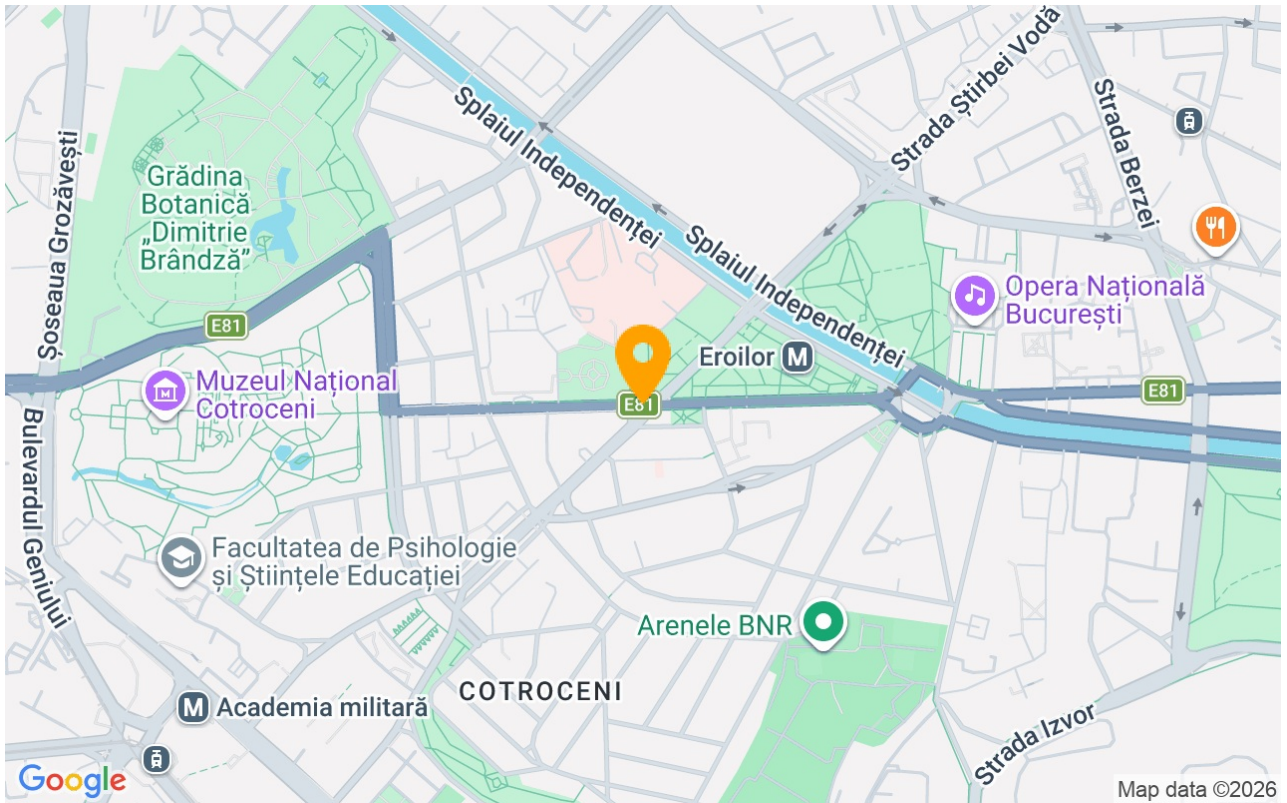 Strada Știrbei Vodă
Strada Berzei
Splaiul Independenței
Splaiul Independenței
Șoseaua Grozăvești
Grădina
Botanică
„Dimitrie
Brândză”
Opera Națională
București
E81
Eroilor M
Muzeul Național
Cotroceni
E81
E81
Bulevardul Geniului
Facultatea de Psihologie
și Științele Educației
Arenele BNR
COTROCENI
M Academia militară
Strada Izvor
Google
Map data ©2026